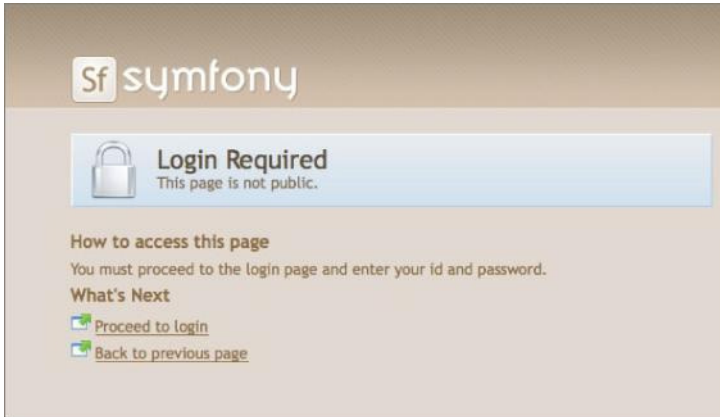 Sf symfony
Login Required
This page is not public.
How to access this page
You must proceed to the login page and enter your id and password.
What's Next
Proceed to login
Back to previous page